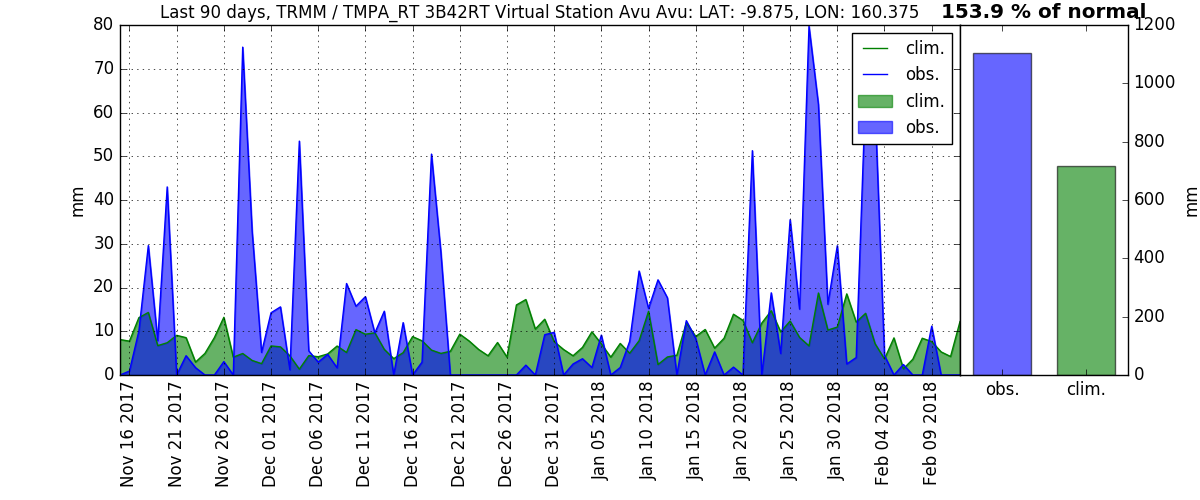 Last 90 days, TRMM / TMPA_RT 3B42RT Virtual Station Avu Avu: LAT: -9.875, LON: 160.375
153.9 % of normal
80
70
60
50
40
30
20
10
0
mm
clim.
obs.
clim.
obs.
Nov 16 2017
Nov 21 2017
Nov 26 2017
Dec 01 2017
Dec 06 2017
Dec 11 2017
Dec 16 2017
Dec 21 2017
Dec 26 2017
Dec 31 2017
Jan 05 2018
Jan 10 2018
Jan 15 2018
Jan 20 2018
Jan 25 2018
Jan 30 2018
Feb 04 2018
Feb 09 2018
1200
1000
800
600
400
200
0
mm
obs.
clim.